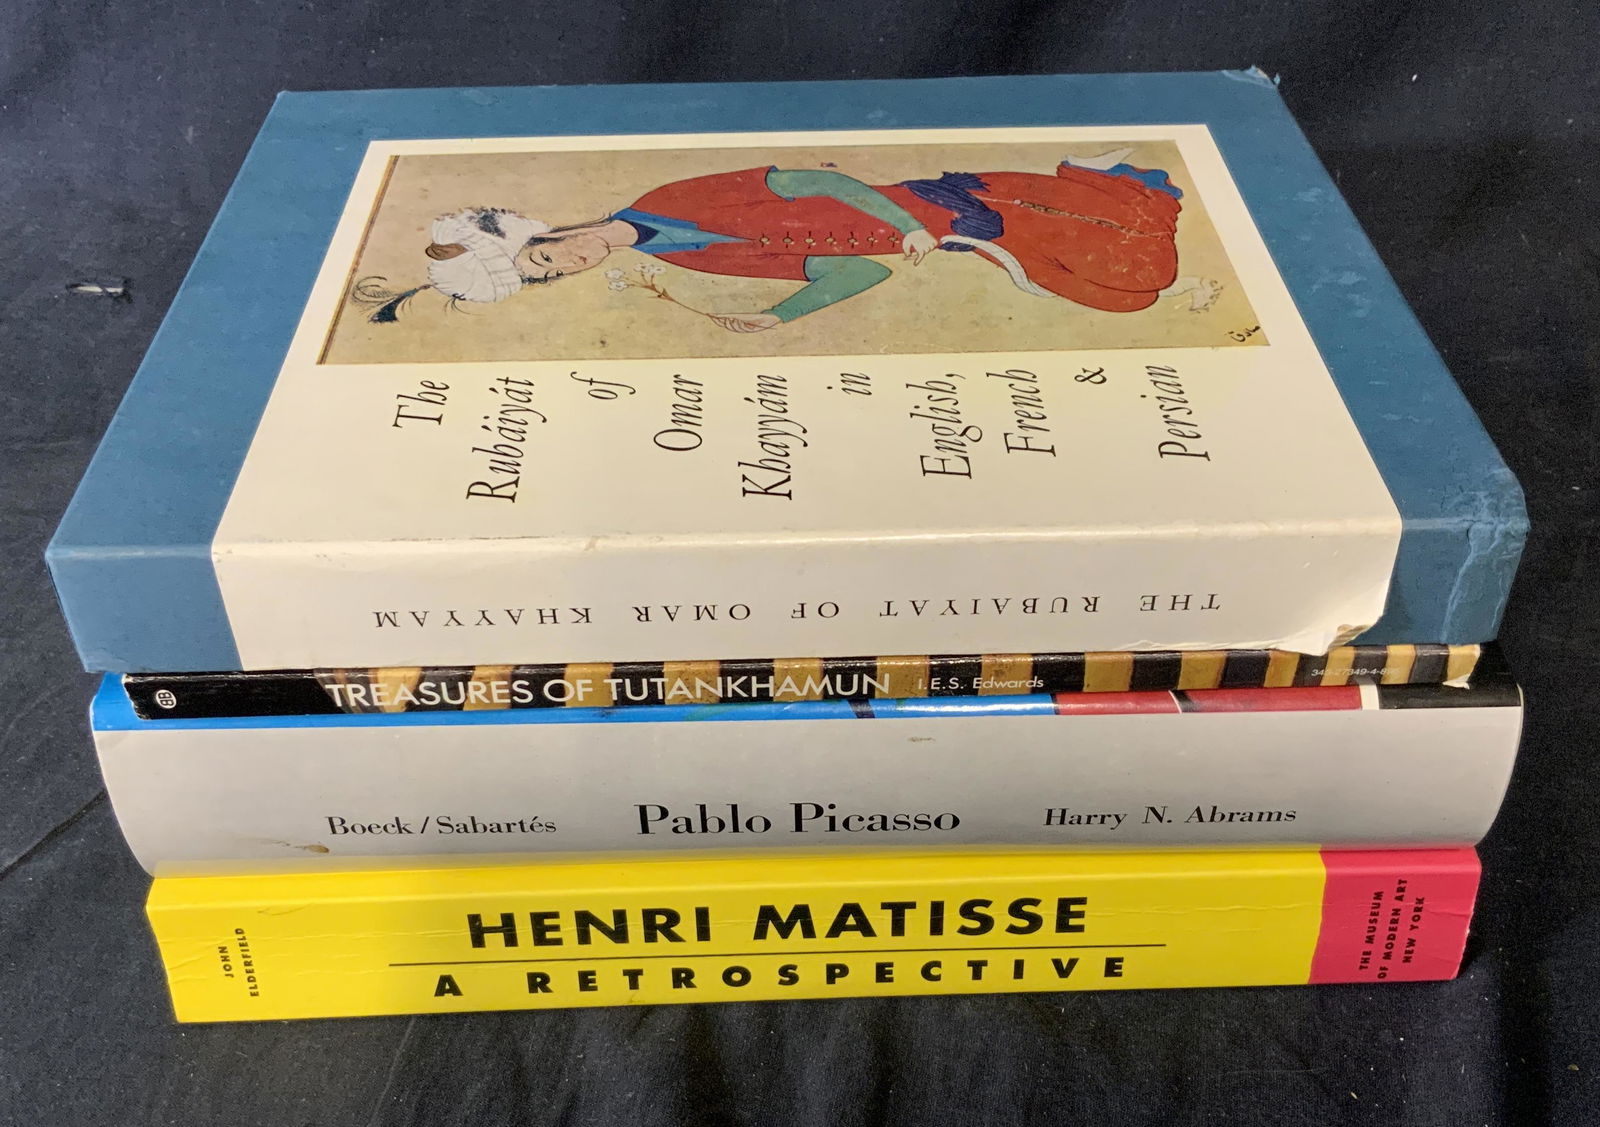 The
Rubáiyát
of
Omar
Khayyám
in
English,
French
&
Persian
THE RUBAIYAT OF OMAR KHAYYAM
BB
TREASURES OF TUTANKHAMUN I.E.S. Edwards
Boeck / Sabartés Pablo Picasso Harry N. Abrams
JOHN
ELDERFIELD
HENRI MATISSE
A RETROSPECTIVE
THE MUSEUM
OF MODERN ART
NEW YORK